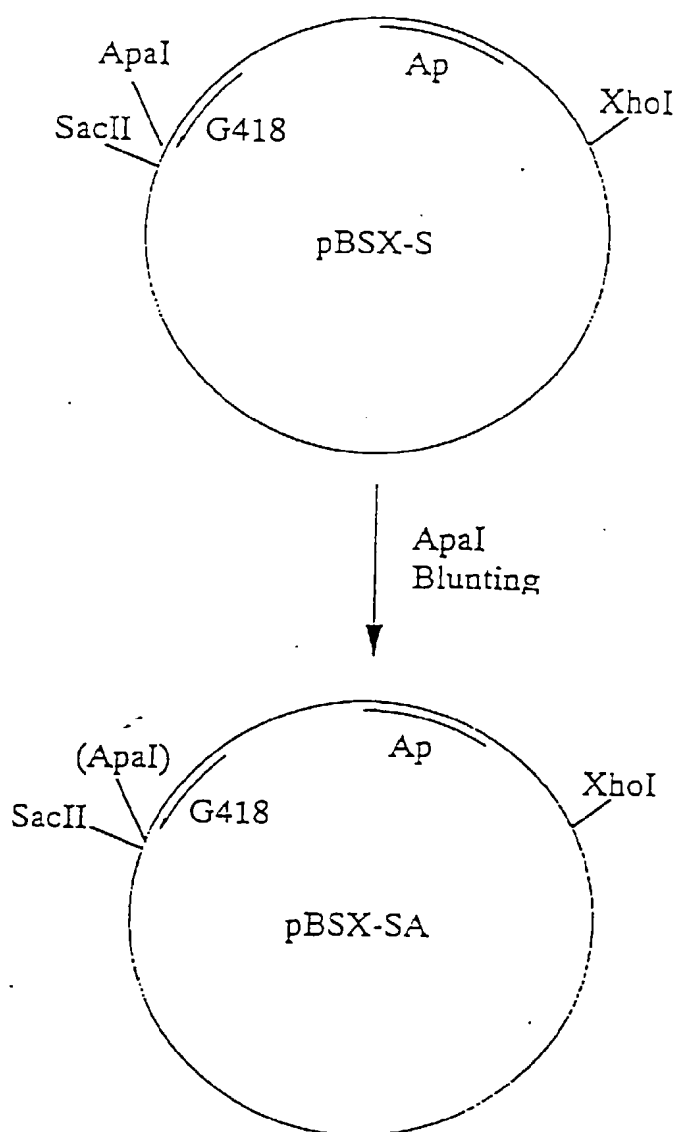 ApaI
Ap
XhoI
SacII
G418
pBSX-S
ApaI
Blunting
(ApaI)
Ap
XhoI
SacII
G418
pBSX-SA